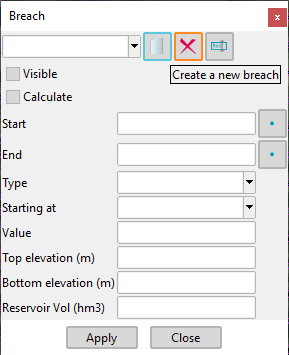 Breach
x
Visible
Create a new breach
Calculate
Start
End
Type
Starting at
Value
Top elevation (m)
Bottom elevation (m)
Reservoir Vol (hm3)
Apply
Close